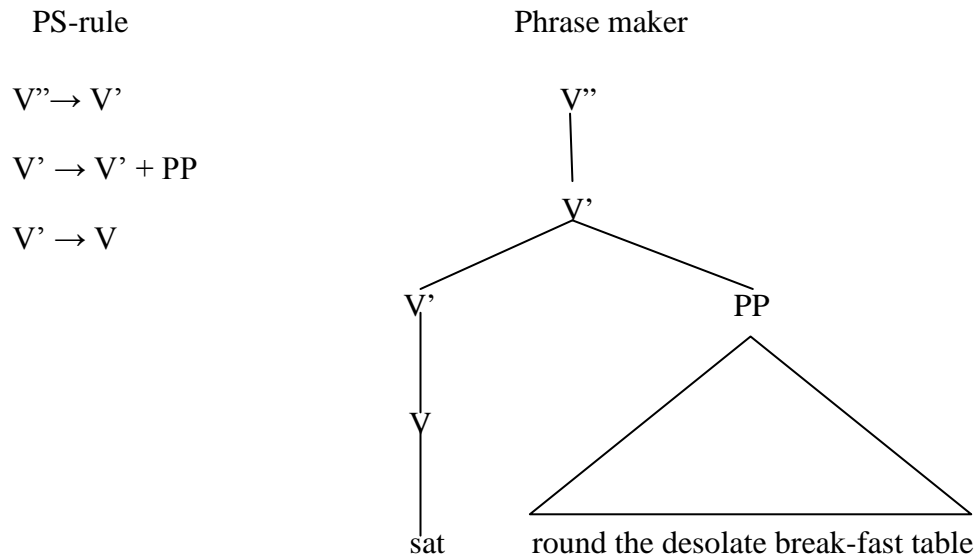 PS-rule Phrase maker
V”→ V’ V”
V’ → V’ + PP
V’
V’ → V
V’ PP
V
sat round the desolate break-fast table